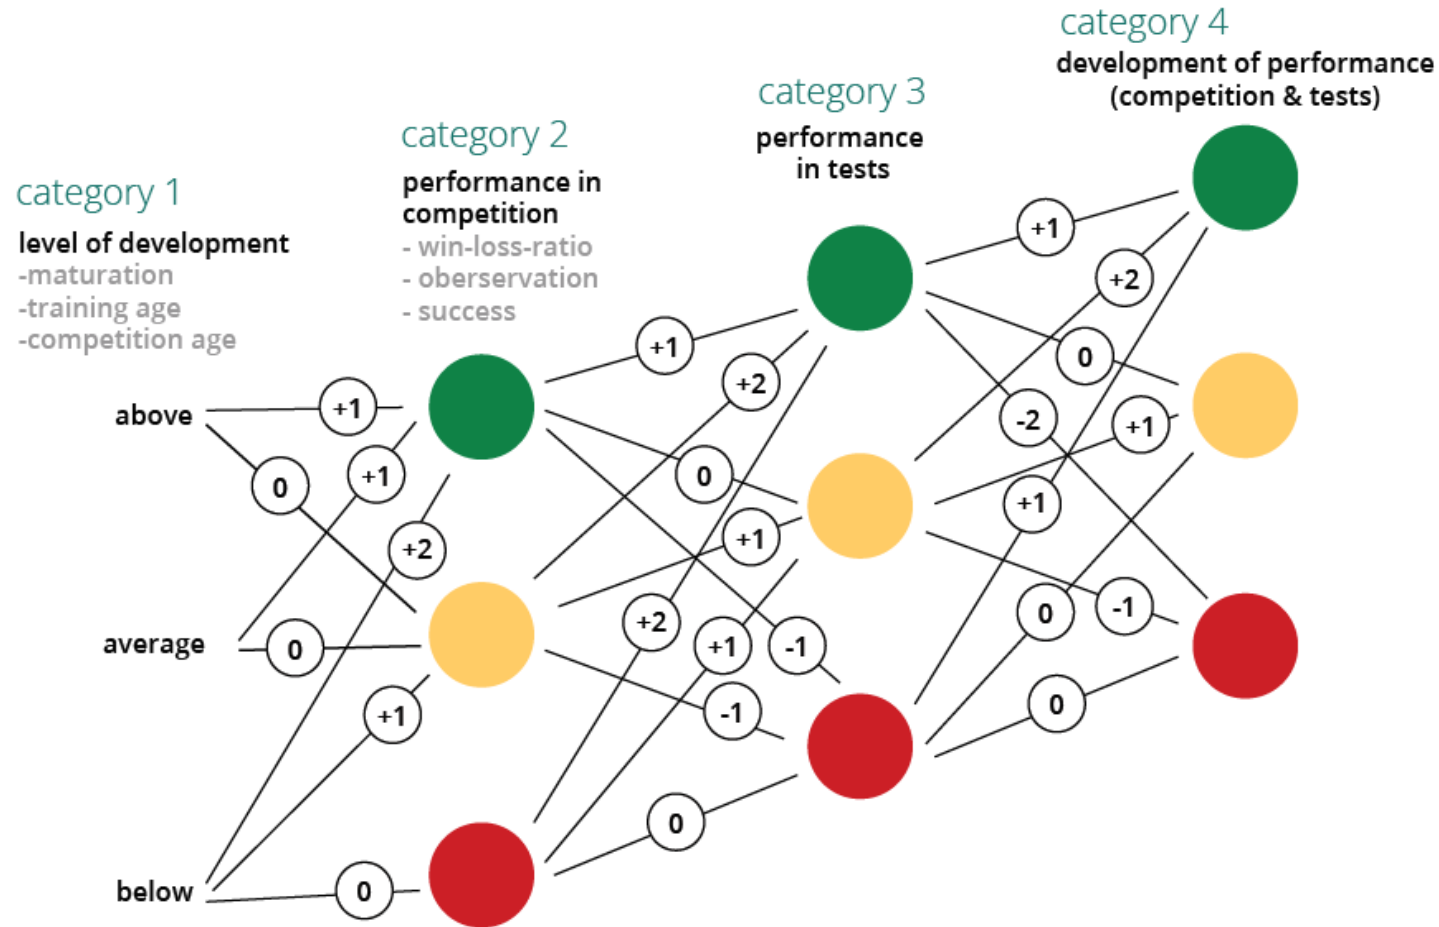 category 1
level of development
-maturation
-training age
-competition age
category 2
performance in
competition
- win-loss-ratio
- oberservation
- success
category 3
performance
in tests
category 4
development of performance
(competition & tests)
above
average
below
+1
0
+1
+2
0
+1
0
+1
+2
0
+1
+2
+1
-1
-1
0
+1
+2
0
-2
+1
+1
0
-1
0